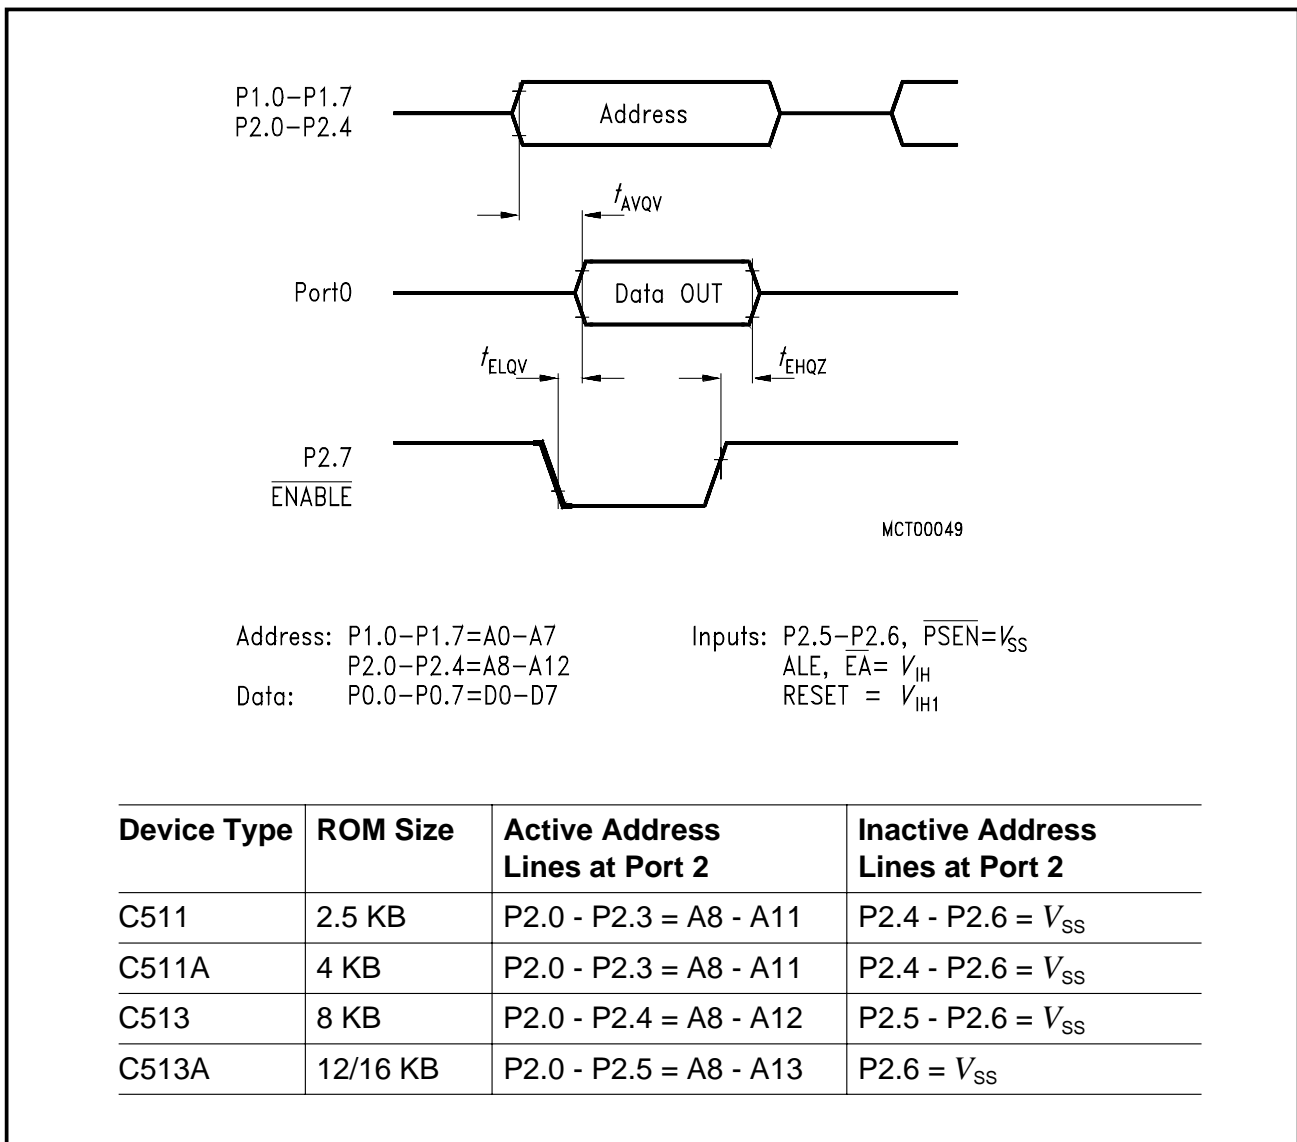 P1.0–P1.7
P2.0–P2.4
Address
tAVQV
Port0
Data OUT
tELQV
tEHQZ
P2.7
ENABLE
MCT00049
Address: P1.0–P1.7=A0–A7
P2.0–P2.4=A8–A12
Data: P0.0–P0.7=D0–D7
Inputs: P2.5–P2.6, PSEN=VSS
ALE, EA= VIH
RESET = VIH1
Device Type ROM Size Active Address Lines at Port 2 Inactive Address Lines at Port 2
C511 2.5 KB P2.0 - P2.3 = A8 - A11 P2.4 - P2.6 = VSS
C511A 4 KB P2.0 - P2.3 = A8 - A11 P2.4 - P2.6 = VSS
C513 8 KB P2.0 - P2.4 = A8 - A12 P2.5 - P2.6 = VSS
C513A 12/16 KB P2.0 - P2.5 = A8 - A13 P2.6 = VSS